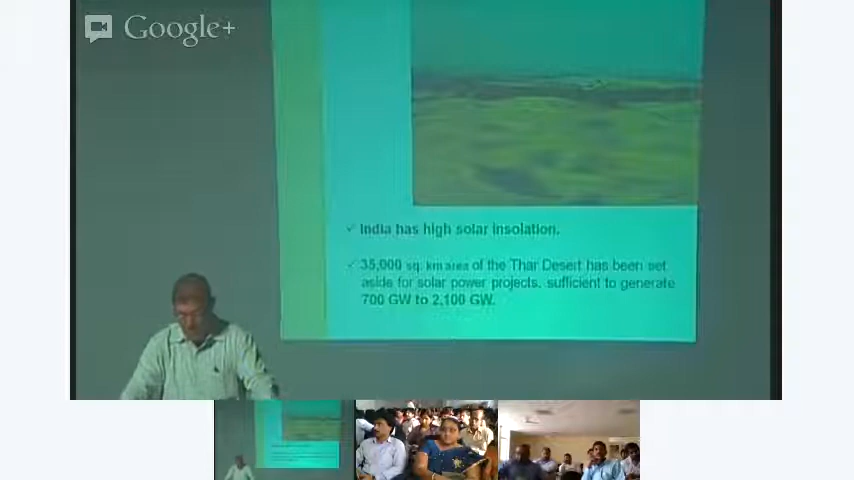 Google+
India has high solar insolation.
35,000 sq. km area of the Thar Desert has been set
aside for solar power projects, sufficient to generate
700 GW to 2,100 GW.